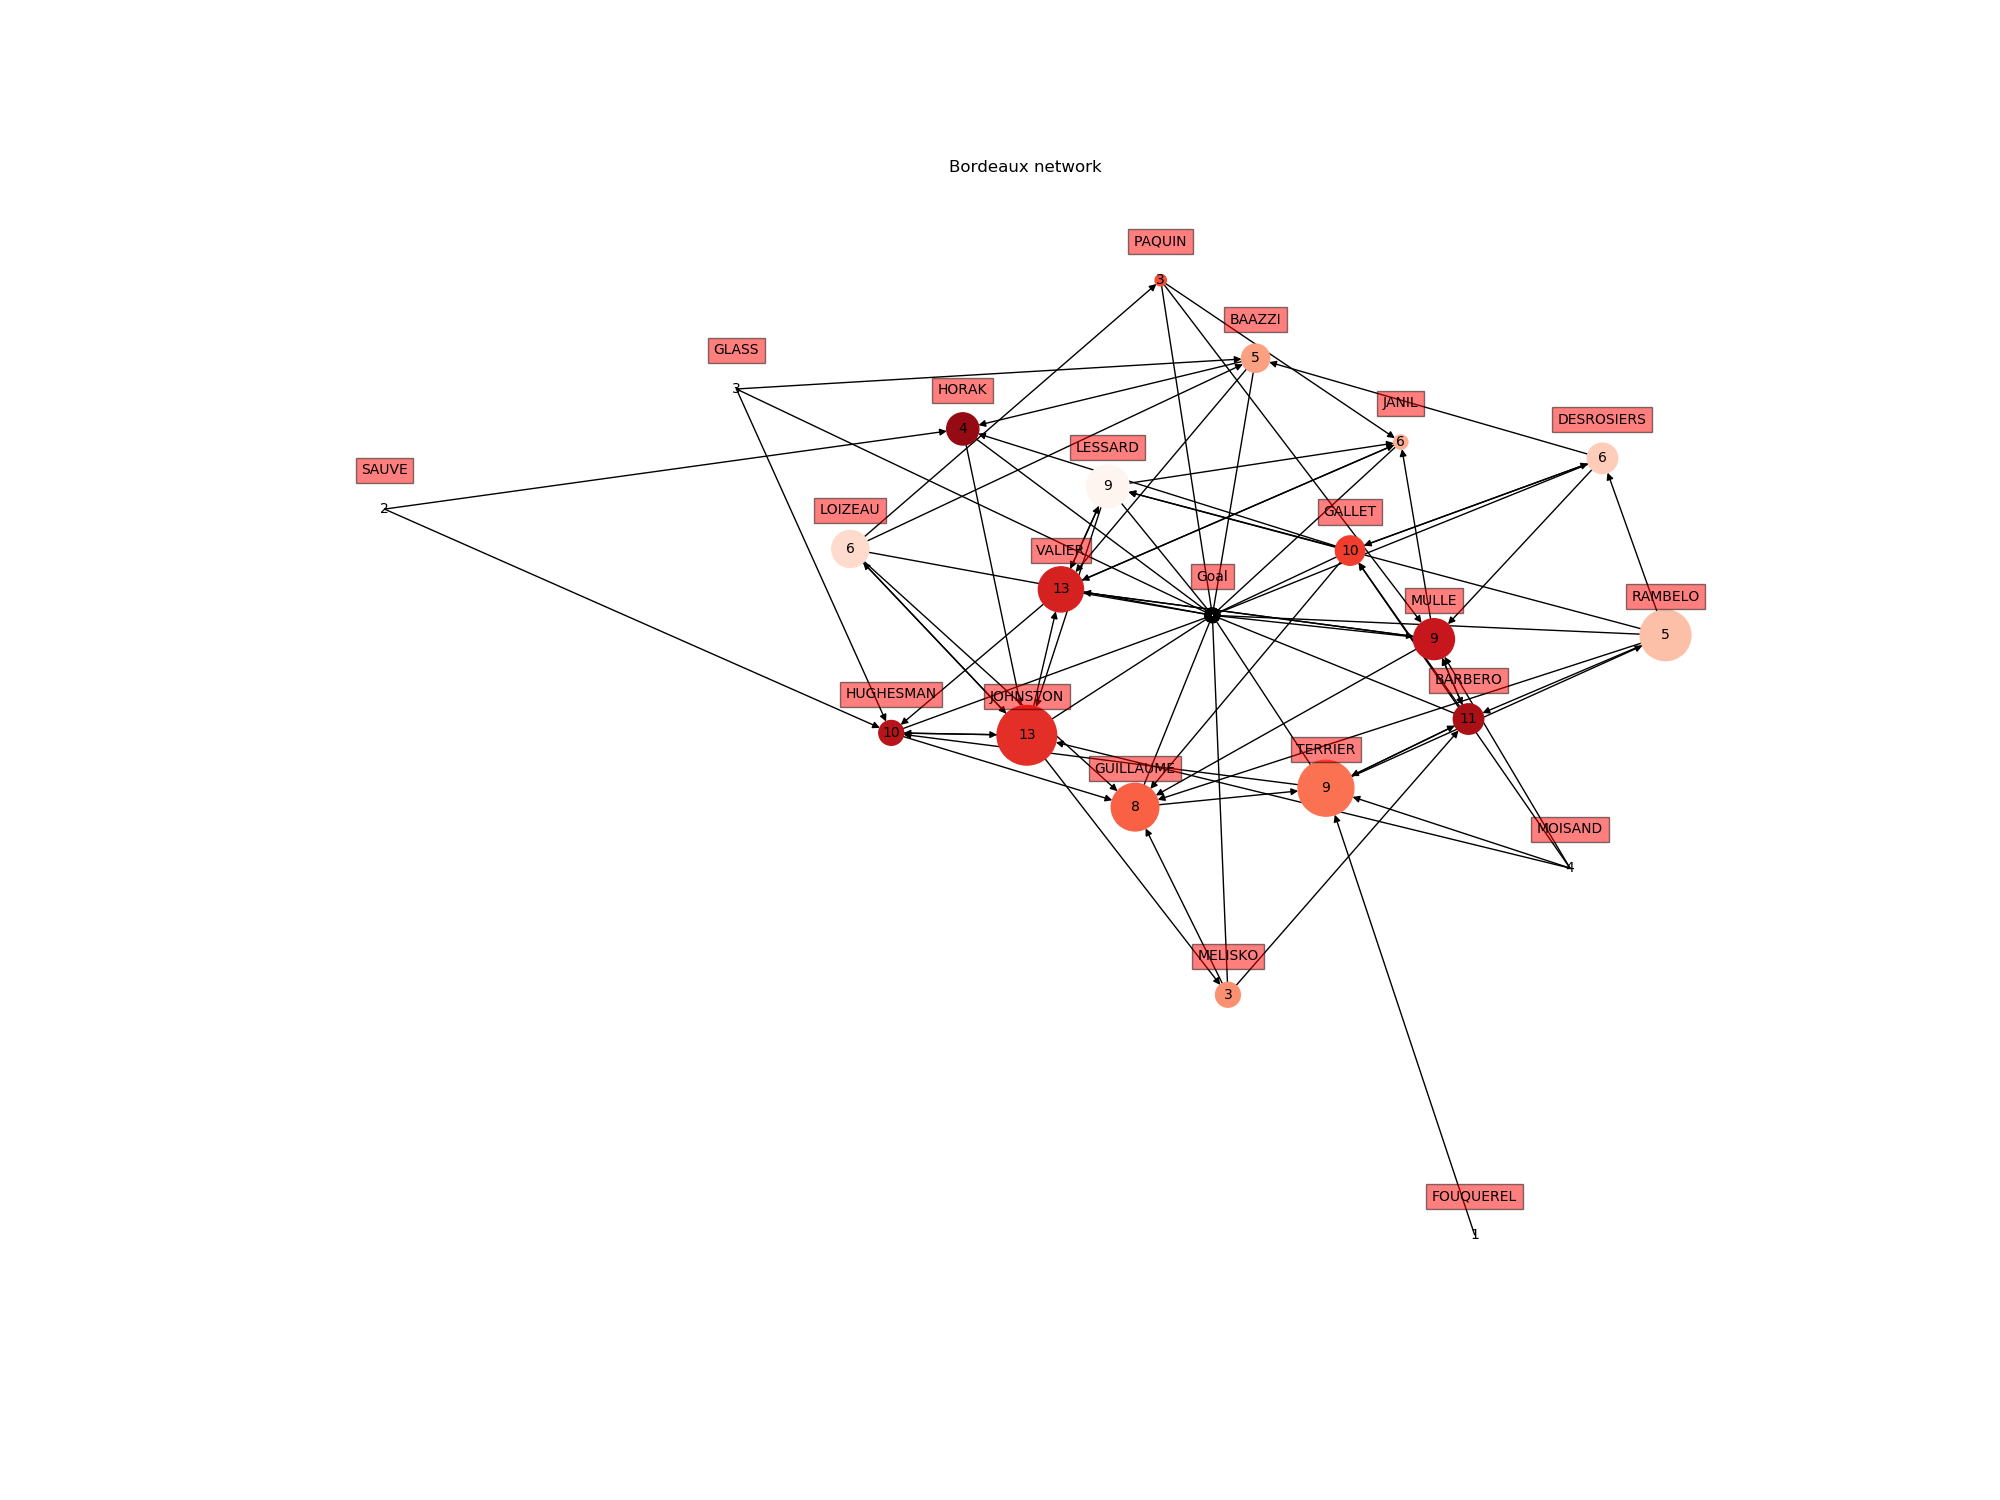 Bordeaux network
PAQUIN
3
BAAZZI
5
GLASS
3
HORAK
4
JANIL
6
DESROSIERS
6
LESSARD
9
SAUVE
2
LOIZEAU
6
GALLET
10
VALIER
13
Goal
MULLE
9
RAMBELO
5
BARBERO
11
HUGHESMAN
10
JOHNSTON
13
TERRIER
9
GUILLAUME
8
MOISAND
4
MELISKO
3
FOUQUEREL
1